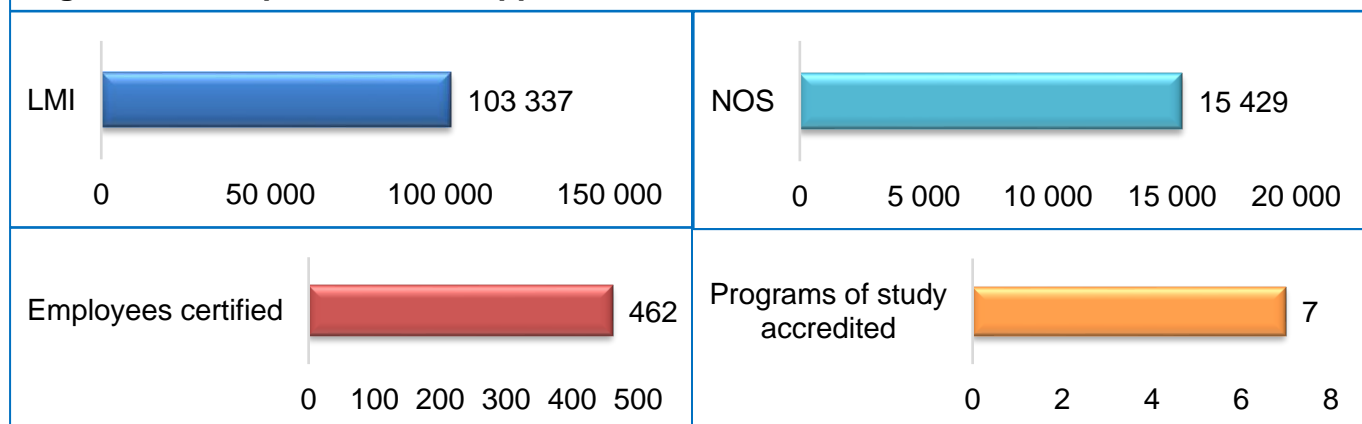 LMI
103 337
0 50 000 100 000 150 000
NOS
15 429
0 5 000 10 000 15 000 20 000
Employees certified
462
0 100 200 300 400 500
Programs of study
accredited
7
0 2 4 6 8